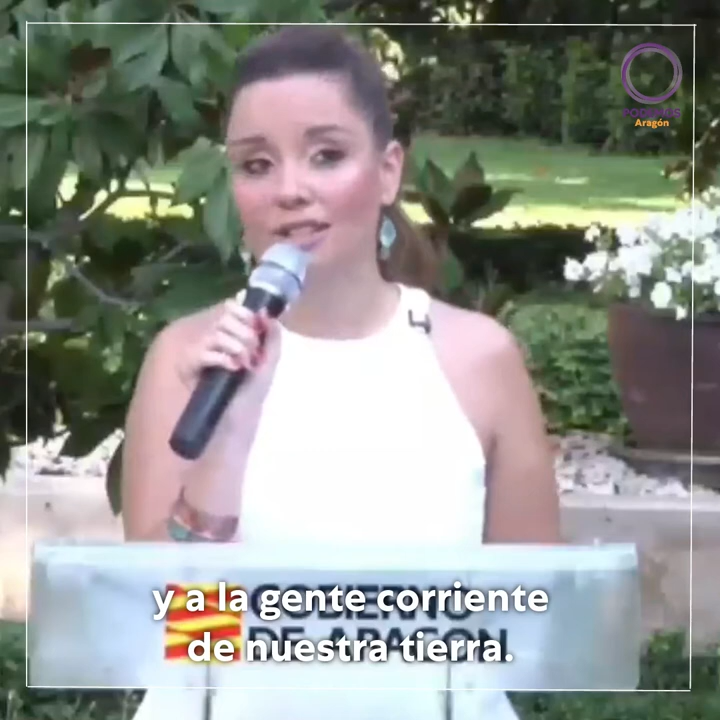 PODEMOS
Aragón
y a la gente corriente
de nuestra tierra.
GOBIERNO
DE ARAGON